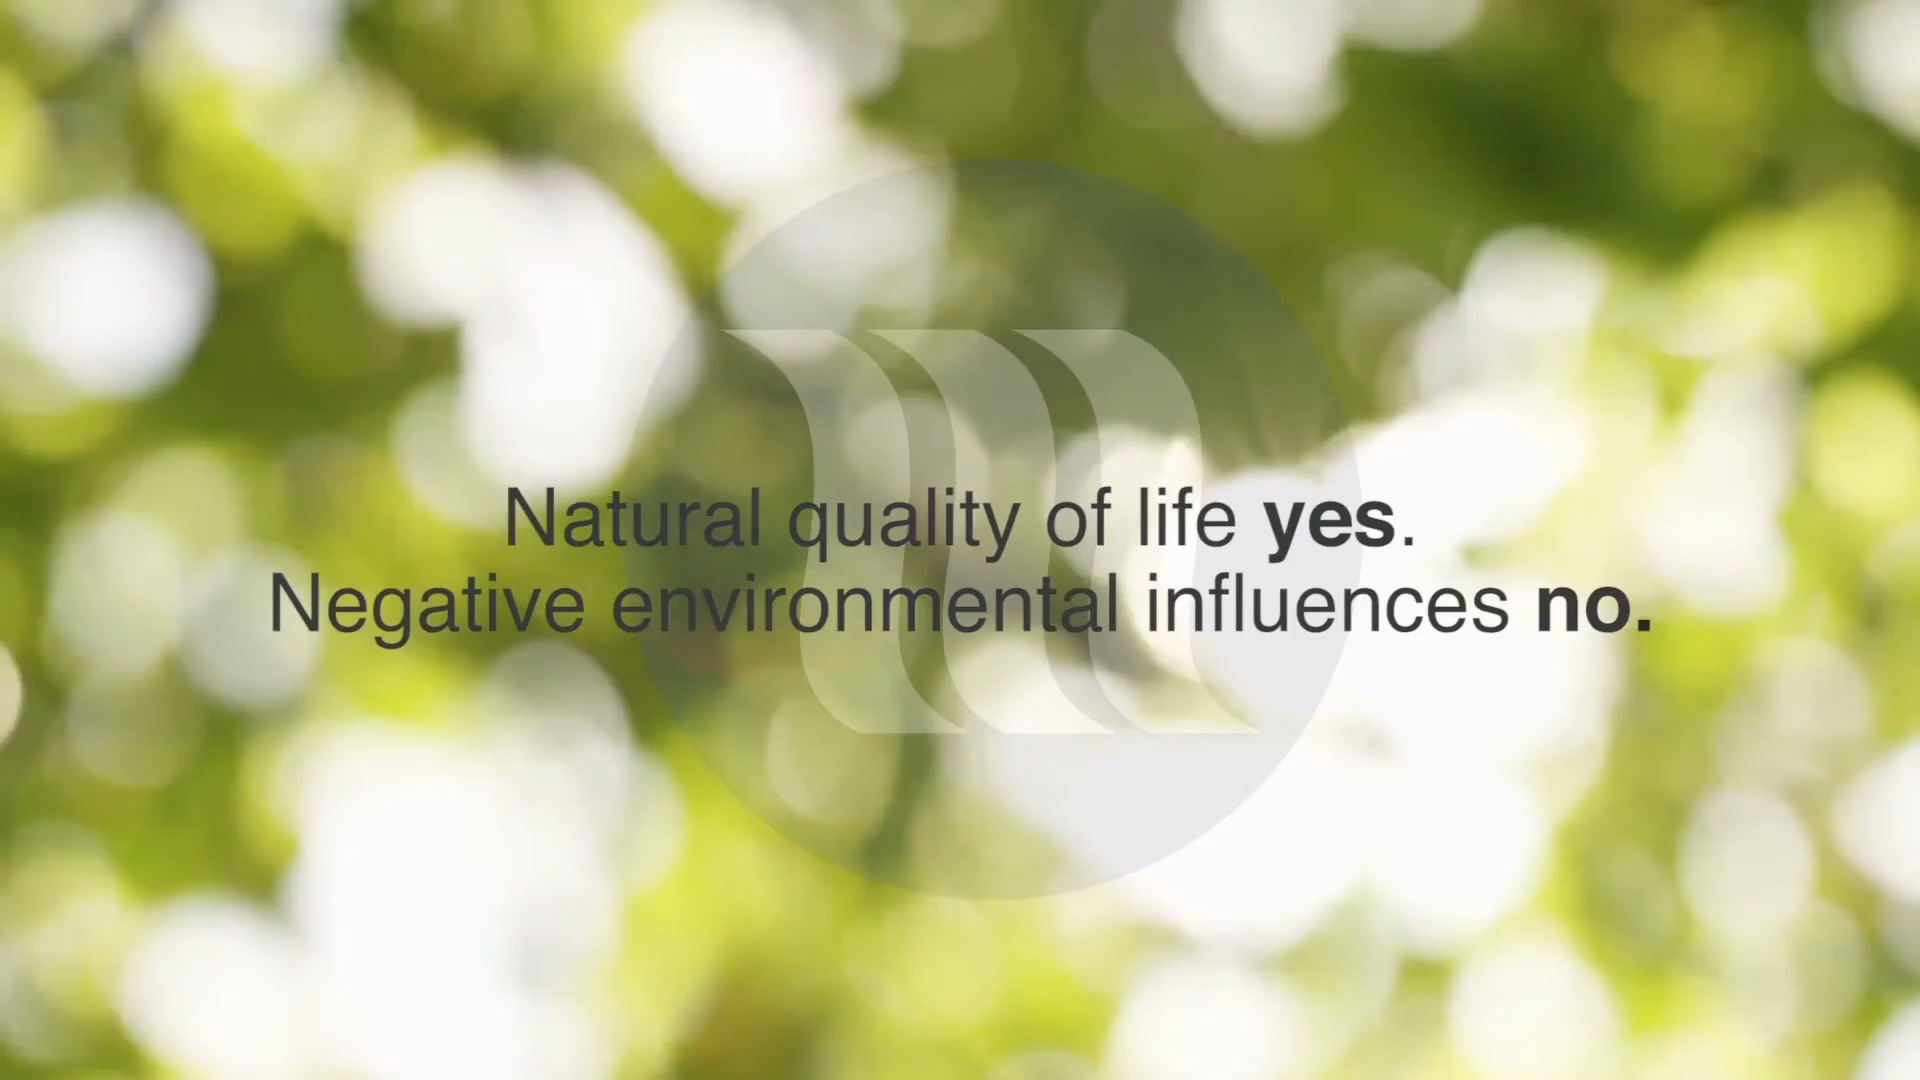 Natural quality of life yes.
Negative environmental influences no.